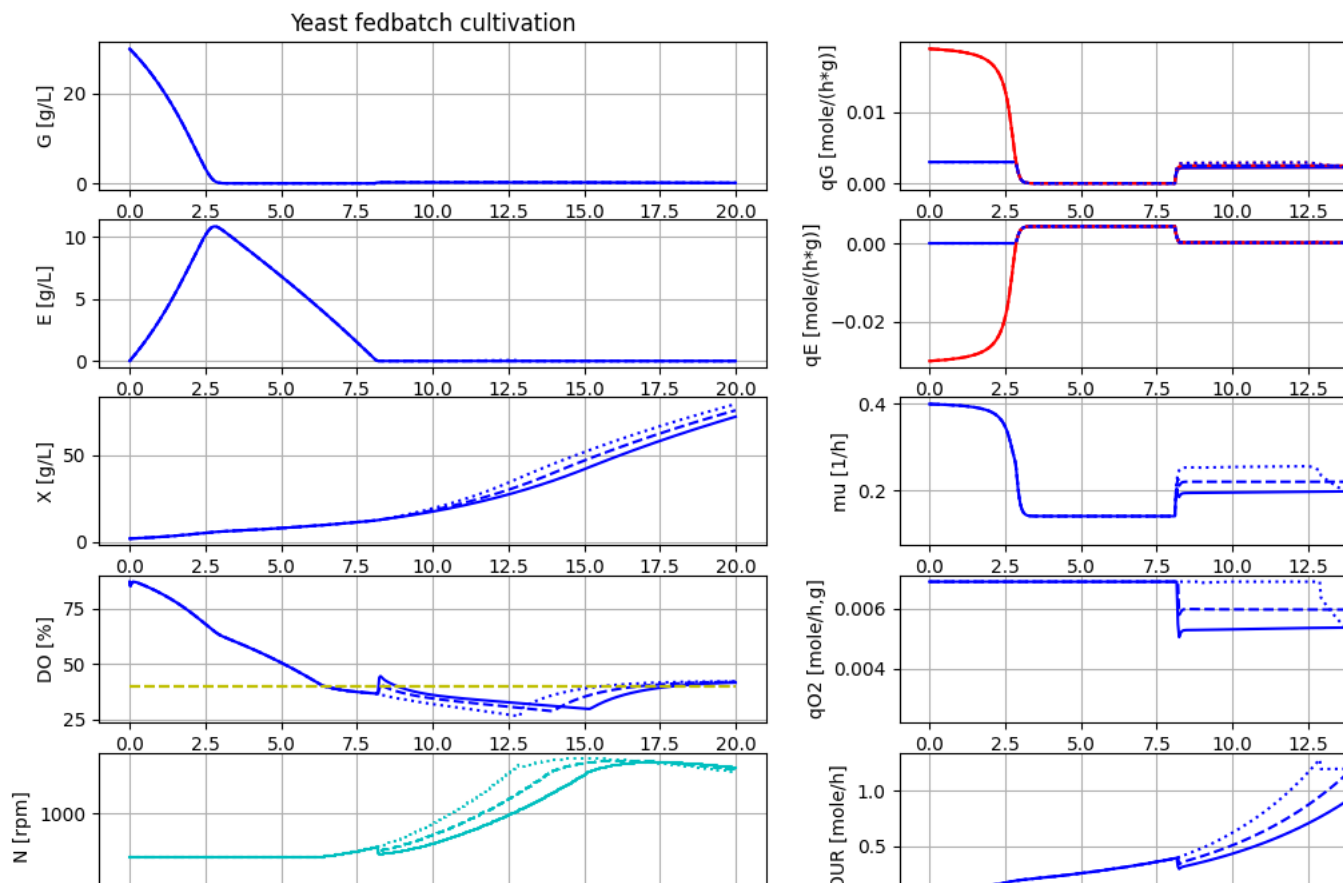 Yeast fedbatch cultivation
G [g/L]
20
0
0.0 2.5 5.0 7.5 10.0 12.5 15.0 17.5 20.0
E [g/L]
10
5
0
0.0 2.5 5.0 7.5 10.0 12.5 15.0 17.5 20.0
X [g/L]
50
0
0.0 2.5 5.0 7.5 10.0 12.5 15.0 17.5 20.0
DO [%]
75
50
25
0.0 2.5 5.0 7.5 10.0 12.5 15.0 17.5 20.0
N [rpm]
1000
qG [mole/(h*g)]
0.01
0.00
0.0 2.5 5.0 7.5 10.0 12.5
qE [mole/(h*g)]
0.00
−0.02
0.0 2.5 5.0 7.5 10.0 12.5
mu [1/h]
0.4
0.2
0.0 2.5 5.0 7.5 10.0 12.5
qO2 [mole/h,g]
0.006
0.004
0.0 2.5 5.0 7.5 10.0 12.5
OUR [mole/h]
1.0
0.5